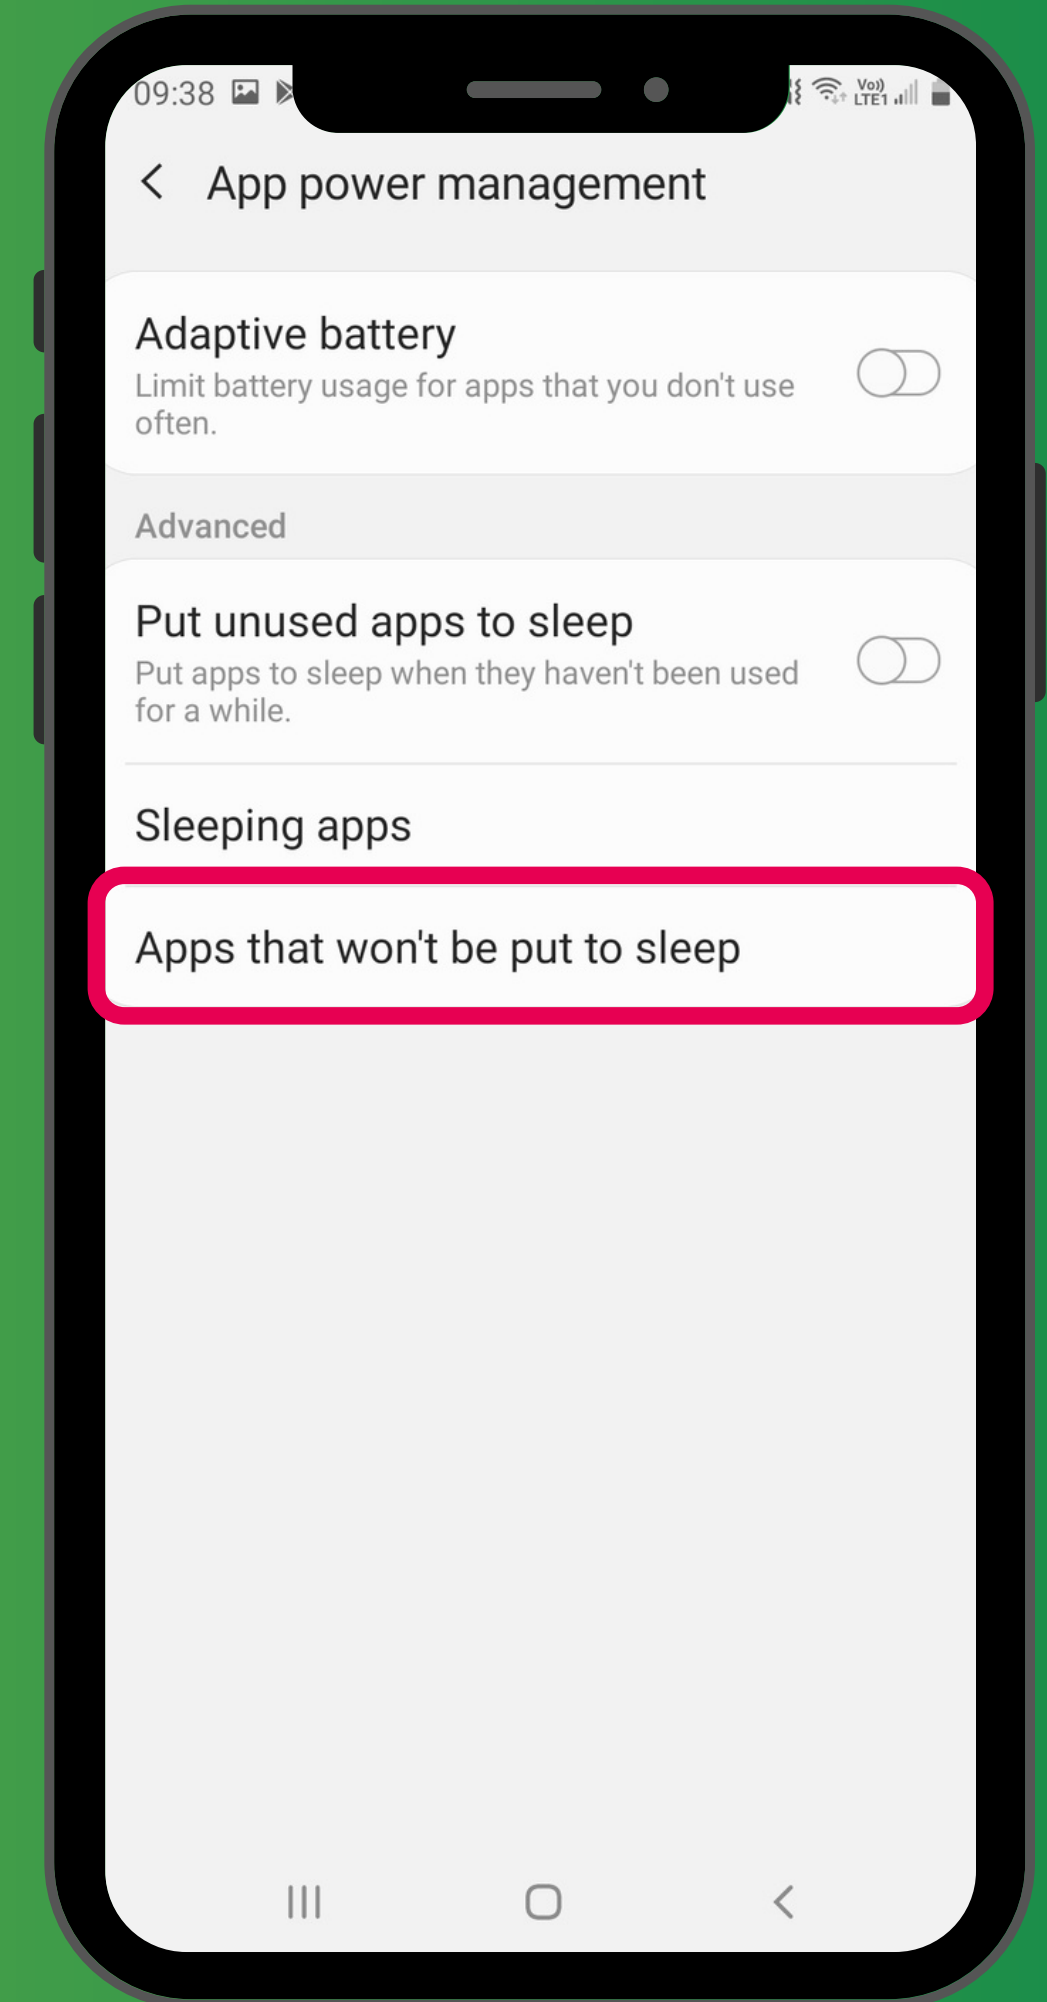 09:38
Vo))
LTE1
App power management
Adaptive battery
Limit battery usage for apps that you don't use
often.
Advanced
Put unused apps to sleep
Put apps to sleep when they haven't been used
for a while.
Sleeping apps
Apps that won't be put to sleep